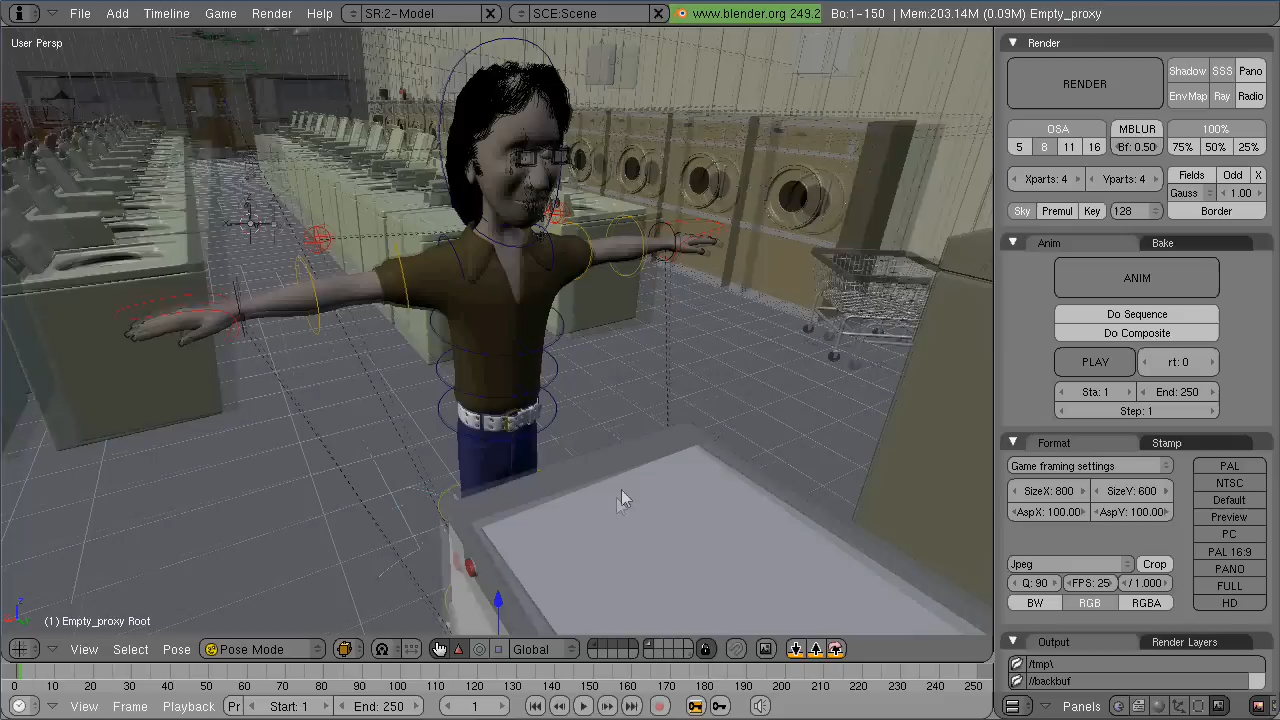 File Add Timeline Game Render Help SR:2-Model SCE:Scene www.blender.org 249.2 Bo:1-150 | Mem:203.14M (0.09M) Empty_proxy
User Persp
(1) Empty_proxy Root
View Select Pose Pose Mode Global
0 10 20 30 40 50 60 70 80 90 100 110 120 130 140 150 160 170 180 190 200 210 220 230 240 250
View Frame Playback Pr Start: 1 End: 250 1
Render
RENDER
Shadow SSS Pano
EnvMap Ray Radio
OSA MBLUR 100%
5 8 11 16 Bf: 0.50 75% 50% 25%
Xparts: 4 Yparts: 4 Fields Odd X
Gauss 1.00
Sky Premul Key 128 Border
Anim Bake
ANIM
Do Sequence
Do Composite
PLAY rt: 0
Sta: 1 End: 250
Step: 1
Format Stamp
Game framing settings PAL
NTSC
SizeX: 800 SizeY: 600 Default
AspX: 100.00 AspY: 100.00 Preview
PC
PAL 16:9
Jpeg Crop PANO
Q: 90 FPS: 25 / 1.000 FULL
BW RGB RGBA HD
Output Render Layers
/tmp\
//backbuf
Panels